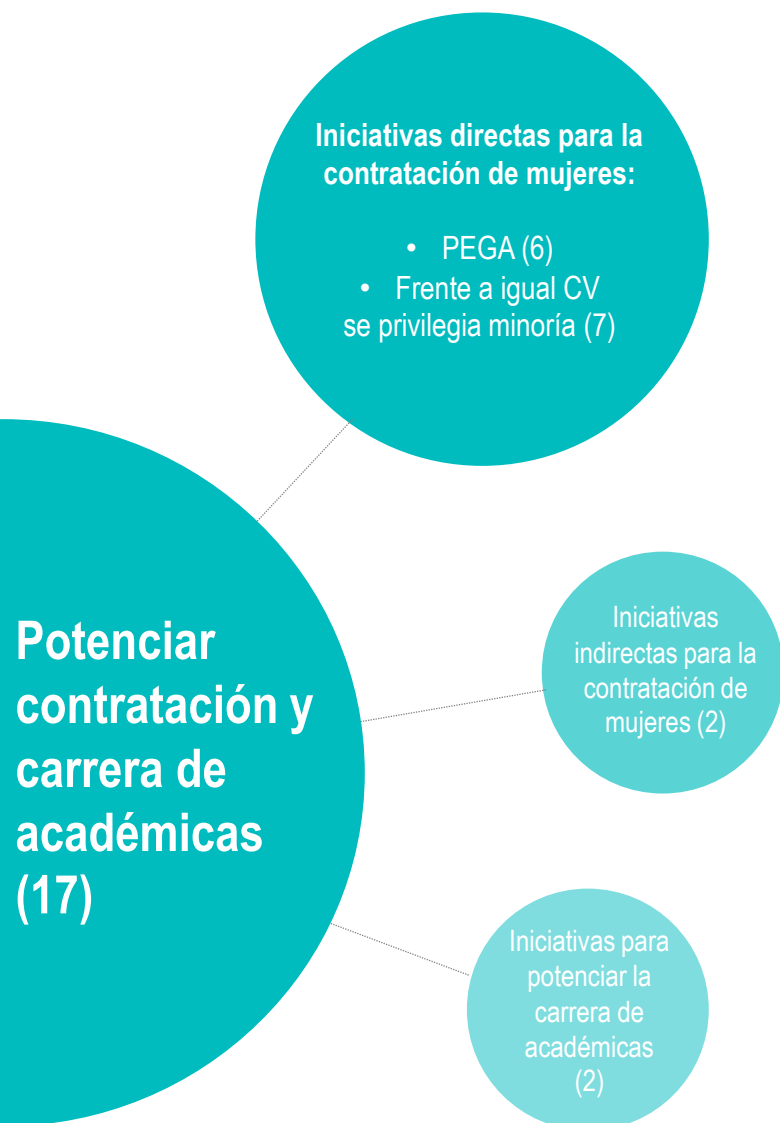 Iniciativas directas para la
contratación de mujeres:
• PEGA (6)
• Frente a igual CV
se privilegia minoría (7)
Potenciar
contratación y
carrera de
académicas
(17)
Iniciativas
indirectas para la
contratación de
mujeres (2)
Iniciativas para
potenciar la
carrera de
académicas
(2)